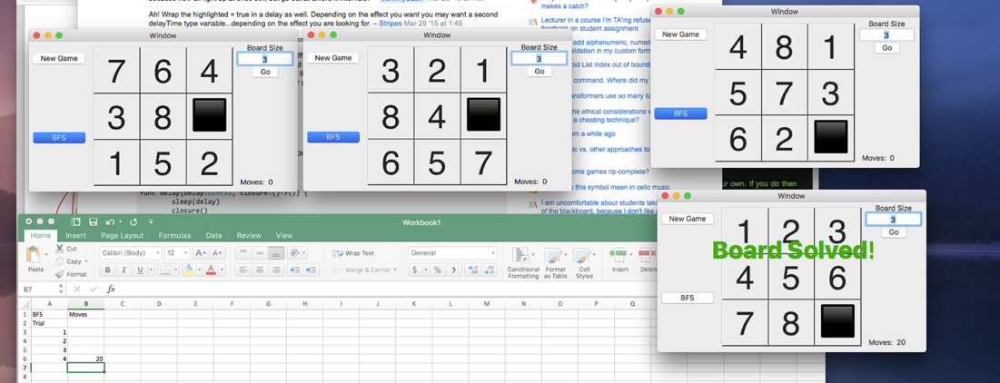 makes a catch?
Ah! Wrap the highlighted = true in a delay as well. Depending on the effect you want you may want a second
delayTime type variable...depending on the effect you are looking for. – Stripes Mar 29 '15 at 1:45
Lecturer in a course I'm TA'ing refuse
feedback on student assignment
add alphanumeric, numeri
lidation in my custom form
oid List index out of bound
command. Where did my
ansformers use so many tu
the ethical considerations w
a cheating technique?
m a while ago
tic vs. other approaches to
ome games np-complete?
this symbol mean in cello music
I am uncomfortable about students taki
of the blackboard, because I don't like
sleep(delay)
closure()
your own. If you do then
Window
New Game
BFS
7 6 4
3 8
1 5 2
Board Size
3
Go
Moves: 0
Window
New Game
BFS
3 2 1
8 4
6 5 7
Board Size
3
Go
Moves: 0
Window
New Game
BFS
4 8 1
5 7 3
6 2
Board Size
3
Go
Moves: 0
Window
New Game
BFS
1 2 3
Board Solved!
4 5 6
7 8
Board Size
3
Go
Moves: 20
Workbook1
Home Insert Page Layout Formulas Data Review View
Paste
Cut
Copy
Format
Calibri (Body) 12
B I U
Wrap Text
Merge & Center
General
$ % )
Conditional Formatting
Format as Table
Cell Styles
Insert
Delet
B7 fx
A B C D E F G H I J K L M N O P Q
1 BFS Moves
2 Trial
3 1
4 2
5 3
6 4 20
7
8